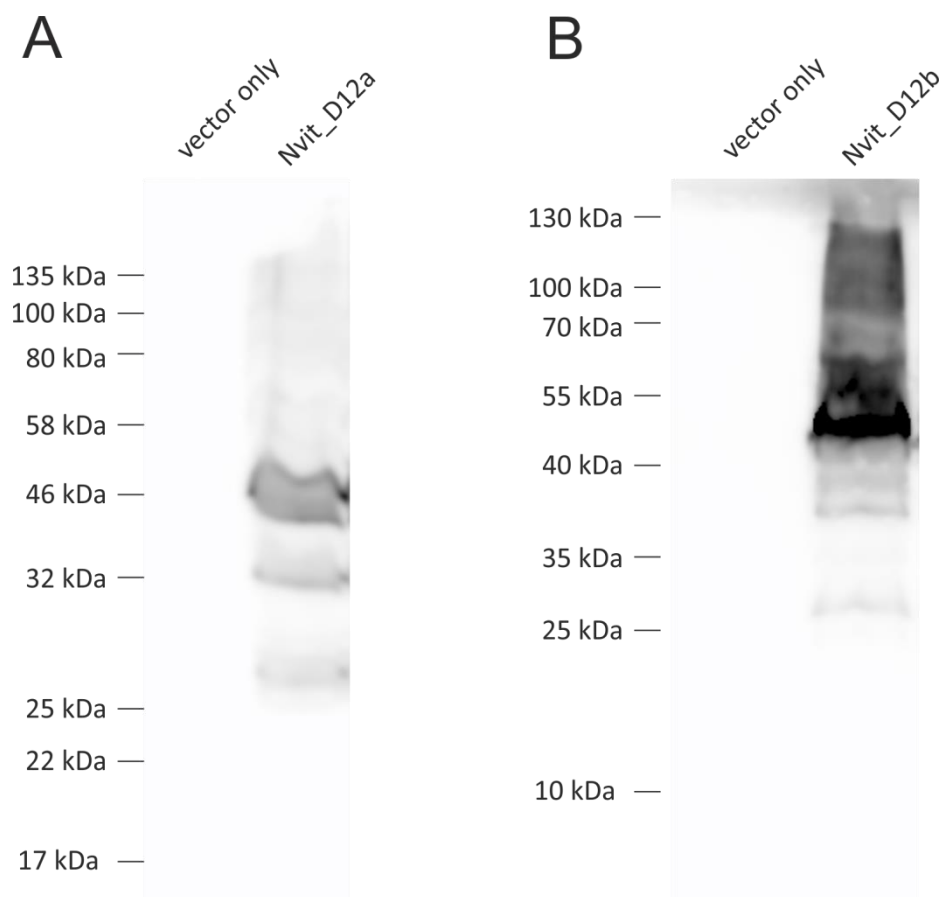 A
vector only
Nvit_D12a
135 kDa
100 kDa
80 kDa
58 kDa
46 kDa
32 kDa
25 kDa
22 kDa
17 kDa
B
vector only
Nvit_D12b
130 kDa
100 kDa
70 kDa
55 kDa
40 kDa
35 kDa
25 kDa
10 kDa